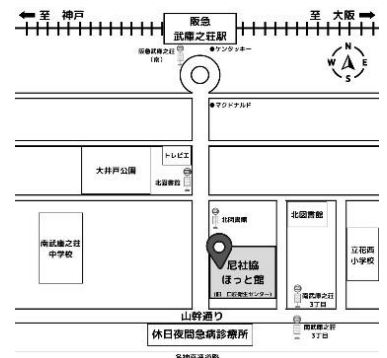 至 神戸
阪急
武庫之荘駅
至 大阪
阪急武庫之荘
(南)
ケンタッキー
N
W E
S
マクドナルド
トレピエ
大井戸公園
北図書館
北図書館
北図書館
南武庫之荘
中学校
尼社協
ほっと館
立花西
小学校
南武庫之荘
3丁目
山幹通り
休日夜間急病診療所
南武庫之荘
3丁目